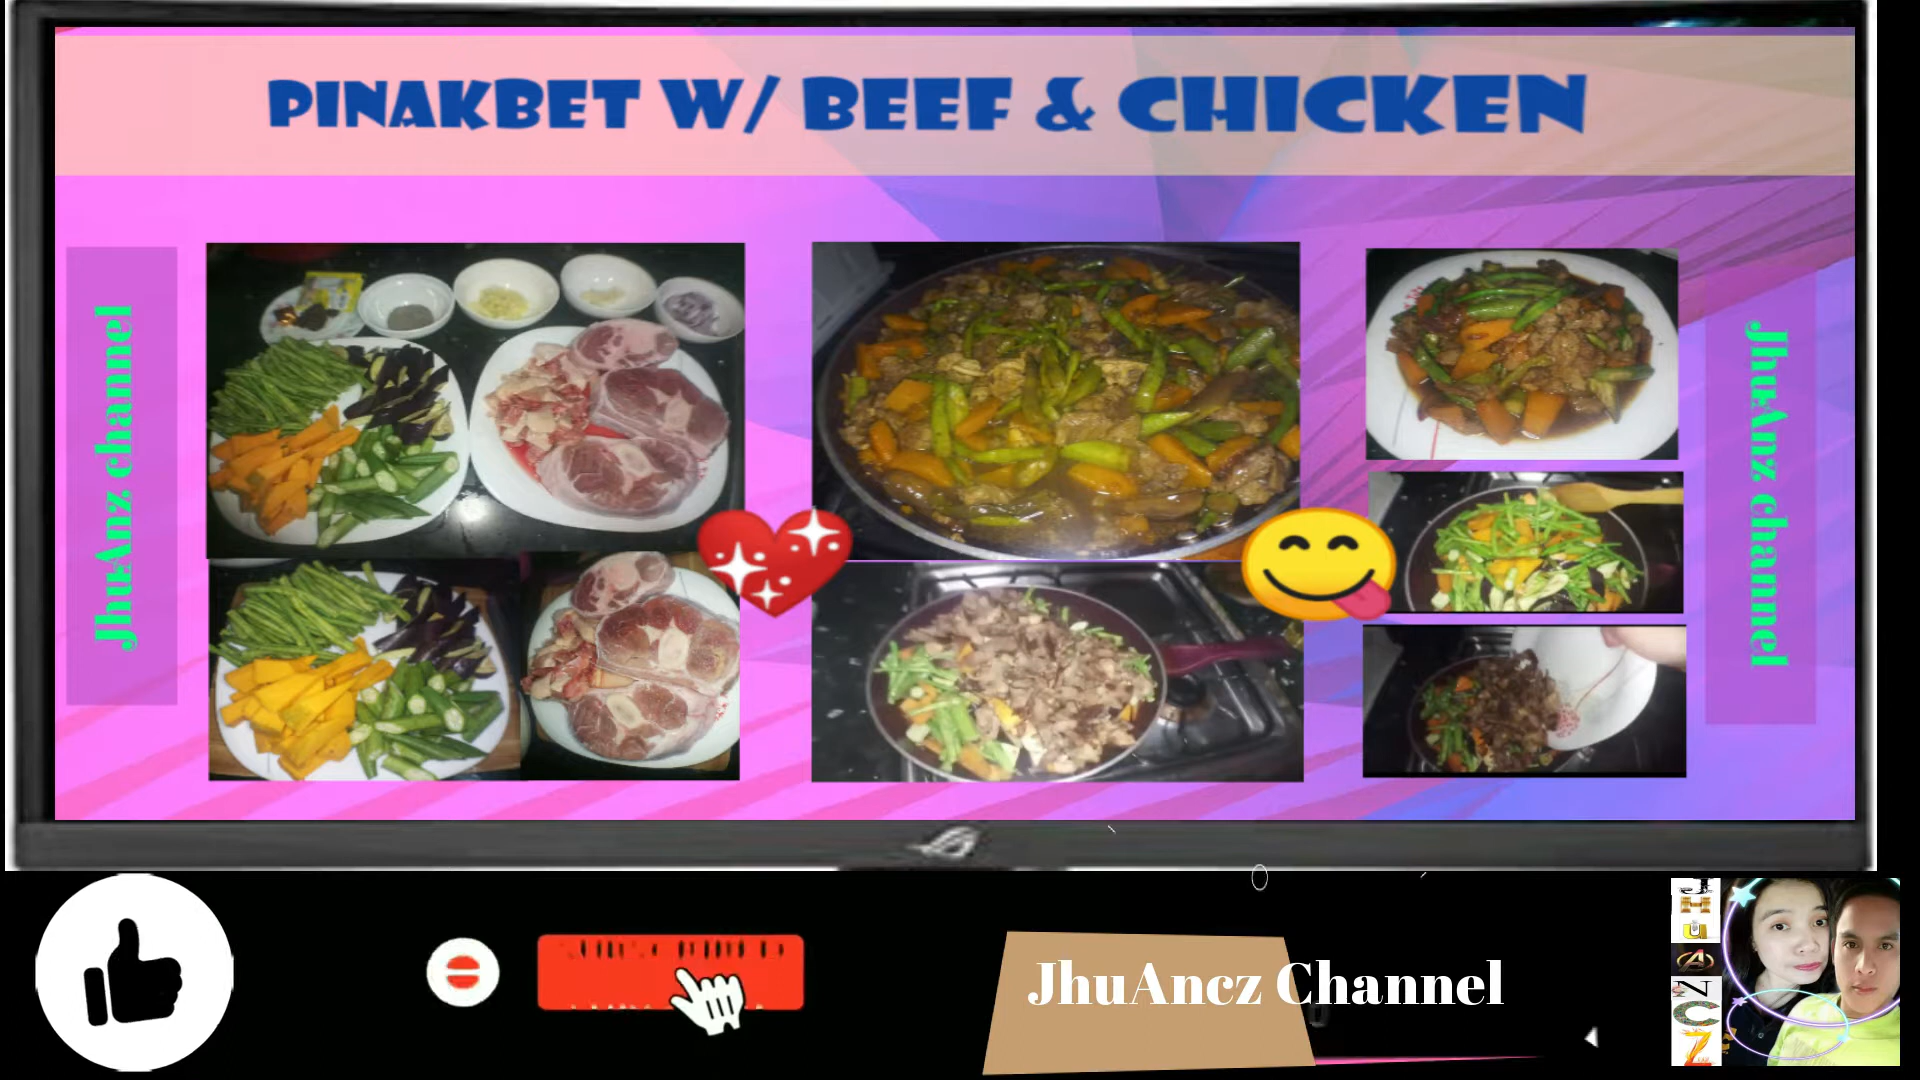 PINAKBET W/ BEEF & CHICKEN
JhuAnz channel
JhuAnz channel
JhuAncz Channel
J
H
u
A
N
C
Z